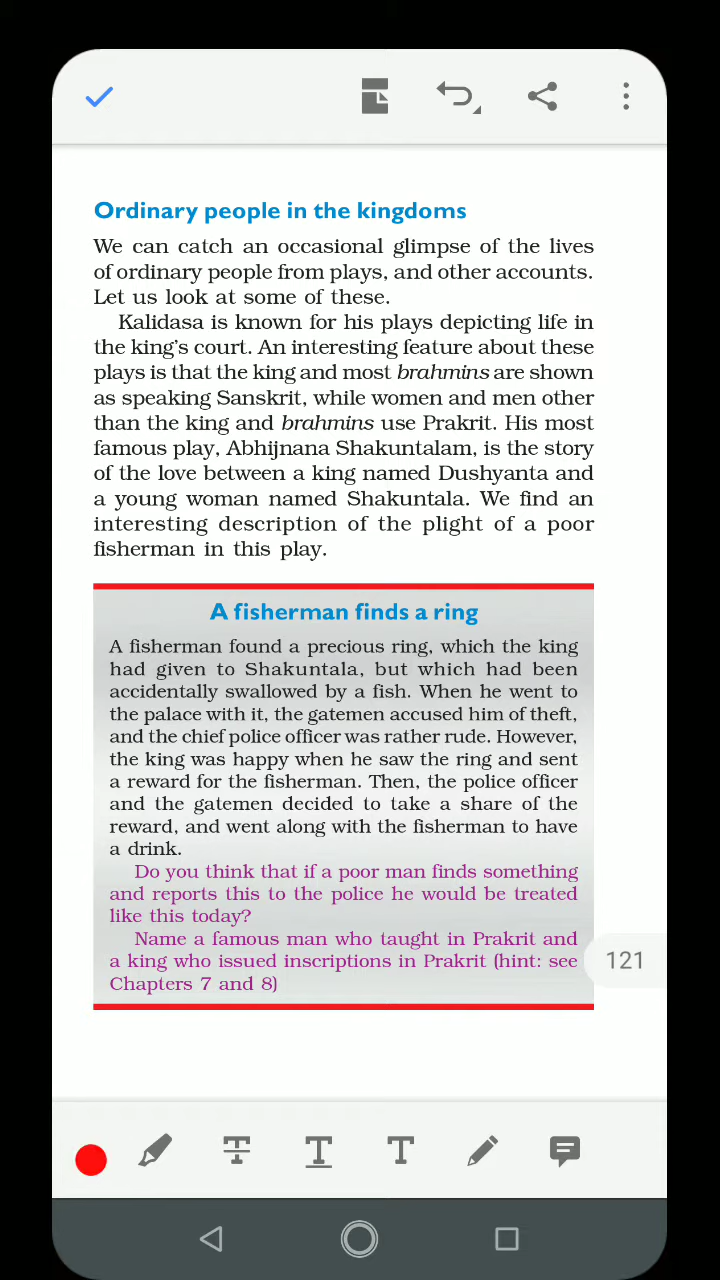 Ordinary people in the kingdoms
We can catch an occasional glimpse of the lives
of ordinary people from plays, and other accounts.
Let us look at some of these.
Kalidasa is known for his plays depicting life in
the king's court. An interesting feature about these
plays is that the king and most brahmins are shown
as speaking Sanskrit, while women and men other
than the king and brahmins use Prakrit. His most
famous play, Abhijnana Shakuntalam, is the story
of the love between a king named Dushyanta and
a young woman named Shakuntala. We find an
interesting description of the plight of a poor
fisherman in this play.
A fisherman finds a ring
A fisherman found a precious ring, which the king
had given to Shakuntala, but which had been
accidentally swallowed by a fish. When he went to
the palace with it, the gatemen accused him of theft,
and the chief police officer was rather rude. However,
the king was happy when he saw the ring and sent
a reward for the fisherman. Then, the police officer
and the gatemen decided to take a share of the
reward, and went along with the fisherman to have
a drink.
Do you think that if a poor man finds something
and reports this to the police he would be treated
like this today?
Name a famous man who taught in Prakrit and
a king who issued inscriptions in Prakrit (hint: see
Chapters 7 and 8)
121